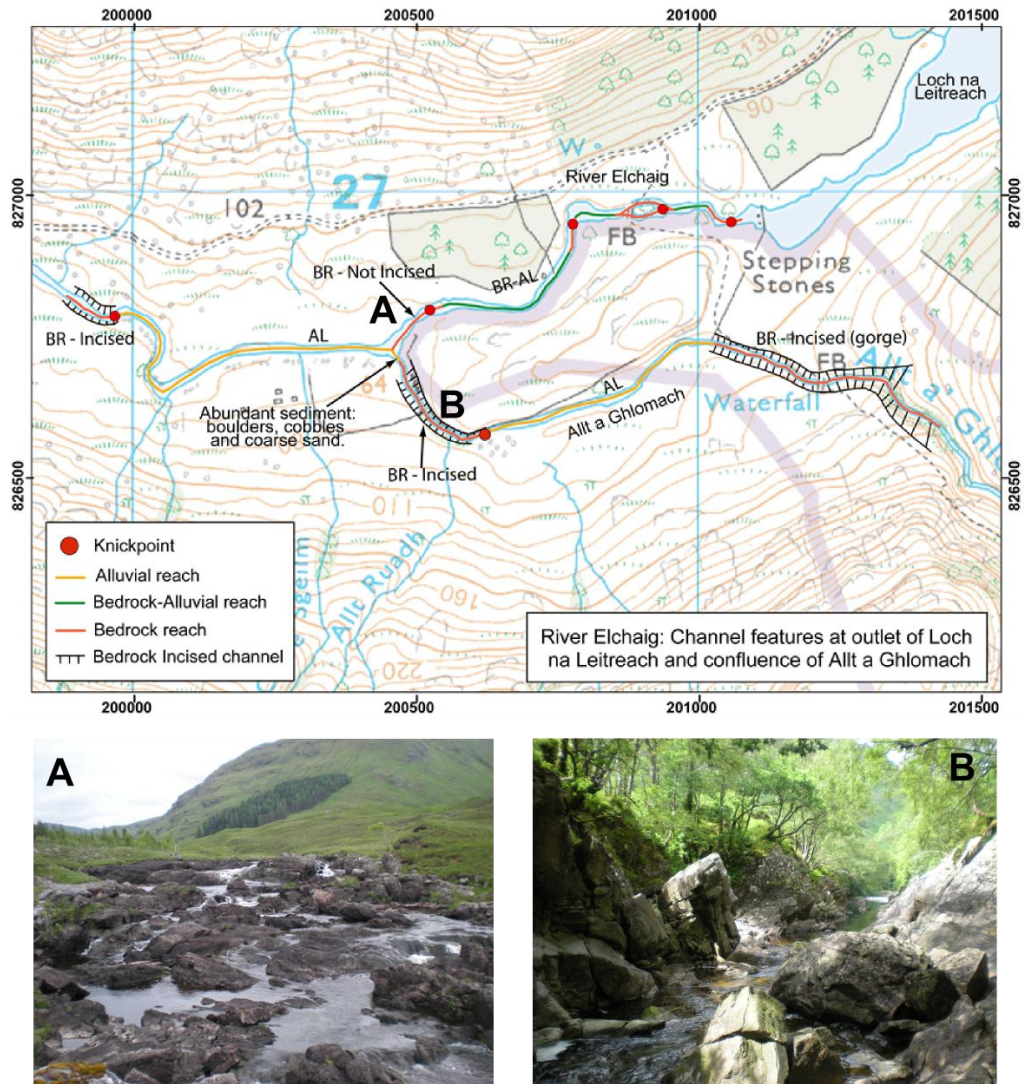 200000
200500
201000
201500
130
Loch na
Leitreach
90
W
River Elchaig
827000
27
827000
102
FB
BR - Not Incised
BR-AL
Stepping
Stones
A
BR - Incised
AL
BR - Incised (gorge)
FB
Allt a'
64
Waterfall
AL
B
Abundant sediment:
boulders, cobbles
and coarse sand.
Allt a Ghlomach
BR - Incised
826500
826500
110
Knickpoint
Alluvial reach
Bedrock-Alluvial reach
Bedrock reach
Bedrock Incised channel
Allt Ruadh
160
220
River Elchaig: Channel features at outlet of Loch
na Leitreach and confluence of Allt a Ghlomach
200000
200500
201000
201500
A
B